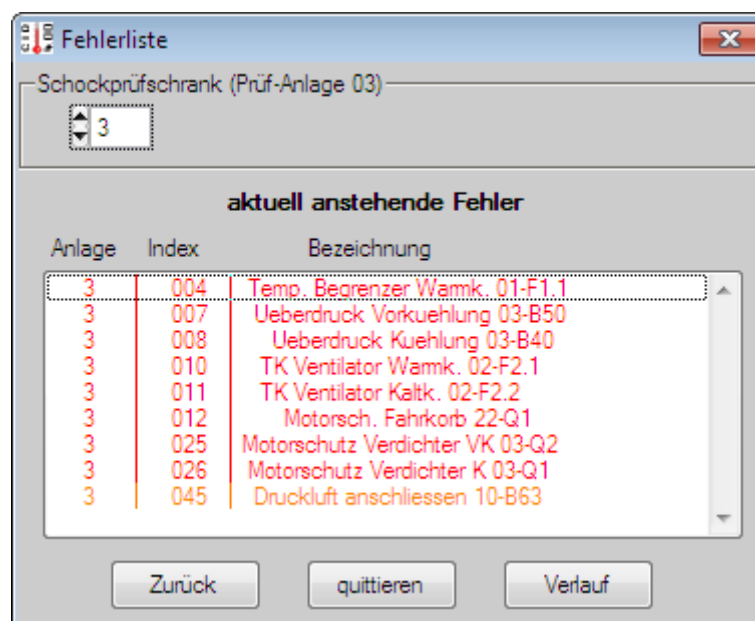 Fehlerliste
Schockprüfschrank (Prüf-Anlage 03)
3
aktuell anstehende Fehler
Anlage Index Bezeichnung
3 004 Temp. Begrenzer Warmk. 01-F1.1
3 007 Ueberdruck Vorkuehlung 03-B50
3 008 Ueberdruck Kuehlung 03-B40
3 010 TK Ventilator Warmk. 02-F2.1
3 011 TK Ventilator Kaltk. 02-F2.2
3 012 Motorsch. Fahrkorb 22-Q1
3 025 Motorschutz Verdichter VK 03-Q2
3 026 Motorschutz Verdichter K 03-Q1
3 045 Druckluft anschliessen 10-B63
Zurück quittieren Verlauf